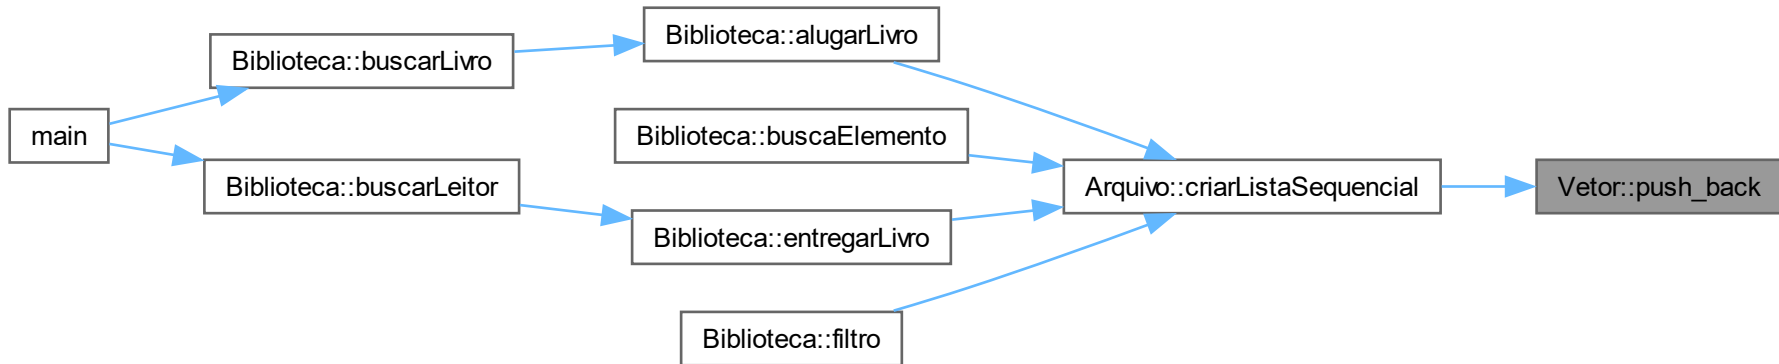 main
Biblioteca::buscarLivro
Biblioteca::buscarLeitor
Biblioteca::alugarLivro
Biblioteca::buscaElemento
Biblioteca::entregarLivro
Biblioteca::filtro
Arquivo::criarListaSequencial
Vetor::push_back